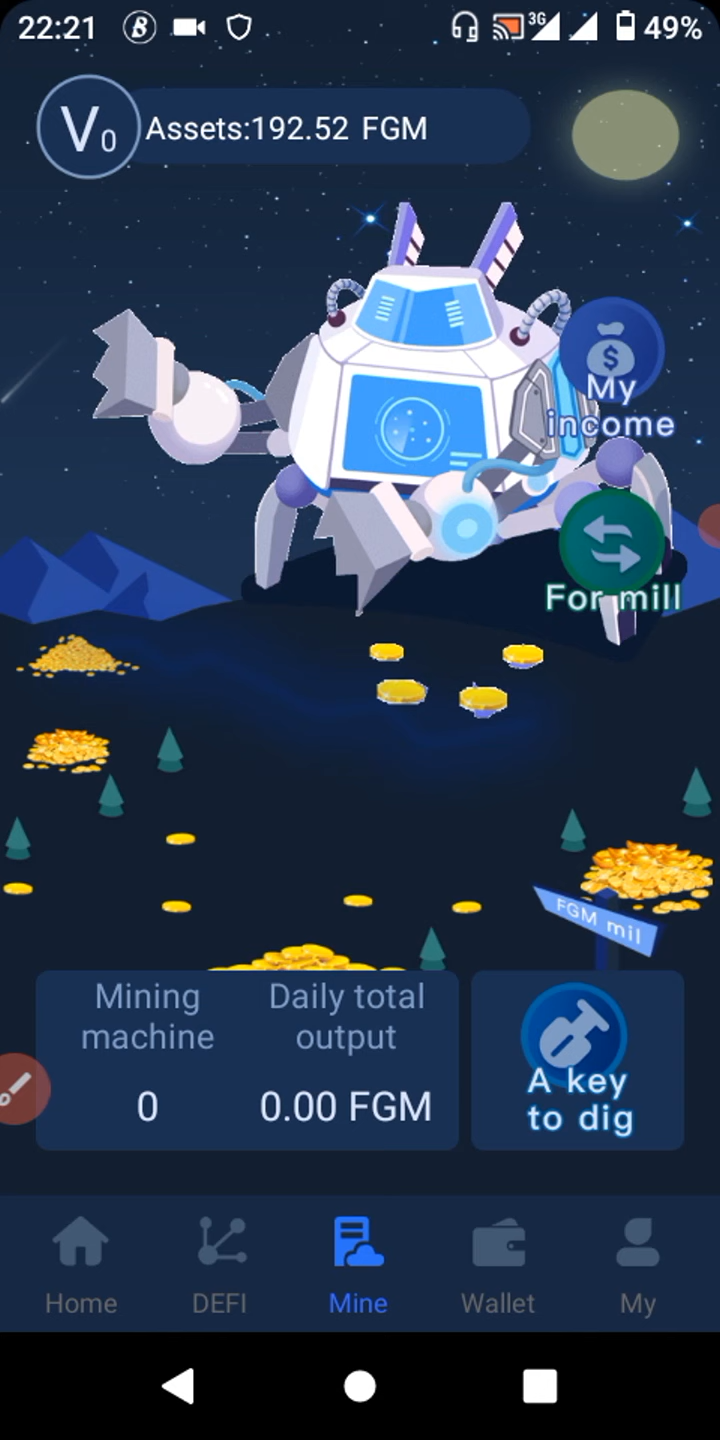 22:21
3G
49%
V0
Assets:192.52 FGM
My
income
For mill
FGM mil
Mining
machine
Daily total
output
0
0.00 FGM
A key
to dig
Home
DEFI
Mine
Wallet
My